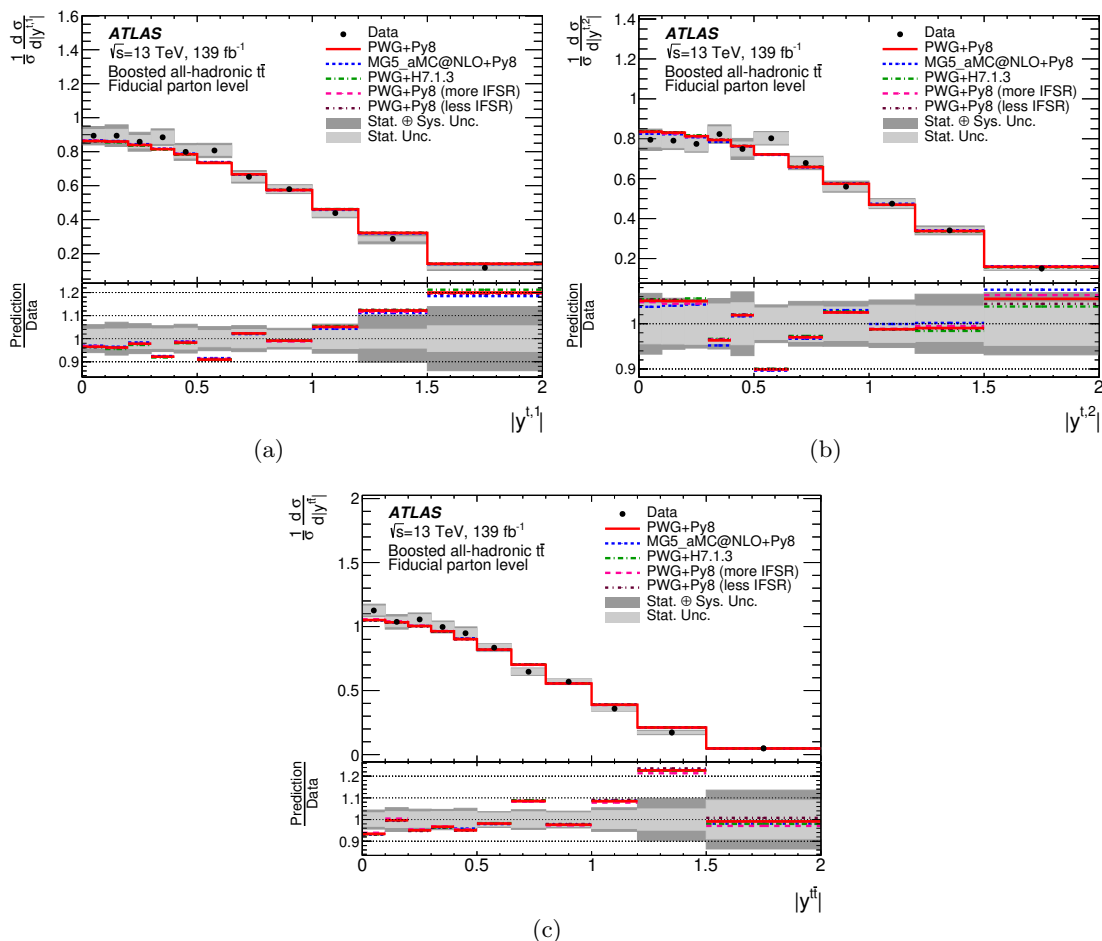 1/σ d σ/d|y^{t,1}|
1.6
1.4
1.2
1
0.8
0.6
0.4
0.2
ATLAS
√s=13 TeV, 139 fb⁻¹
Boosted all-hadronic tt̄
Fiducial parton level
Data
PWG+Py8
MG5_aMC@NLO+Py8
PWG+H7.1.3
PWG+Py8 (more IFSR)
PWG+Py8 (less IFSR)
Stat. ⊕ Sys. Unc.
Stat. Unc.
Prediction
Data
1.2
1.1
1
0.9
0 0.5 1 1.5 2
|y^{t,1}|
(a)
1/σ d σ/d|y^{t,2}|
1.4
1.2
1
0.8
0.6
0.4
0.2
ATLAS
√s=13 TeV, 139 fb⁻¹
Boosted all-hadronic tt̄
Fiducial parton level
Data
PWG+Py8
MG5_aMC@NLO+Py8
PWG+H7.1.3
PWG+Py8 (more IFSR)
PWG+Py8 (less IFSR)
Stat. ⊕ Sys. Unc.
Stat. Unc.
Prediction
Data
1
0.9
0 0.5 1 1.5 2
|y^{t,2}|
(b)
1/σ d σ/d|y^{tt̄}|
2
1.5
1
0.5
0
ATLAS
√s=13 TeV, 139 fb⁻¹
Boosted all-hadronic tt̄
Fiducial parton level
Data
PWG+Py8
MG5_aMC@NLO+Py8
PWG+H7.1.3
PWG+Py8 (more IFSR)
PWG+Py8 (less IFSR)
Stat. ⊕ Sys. Unc.
Stat. Unc.
Prediction
Data
1.2
1.1
1
0.9
0 0.5 1 1.5 2
|y^{tt̄}|
(c)